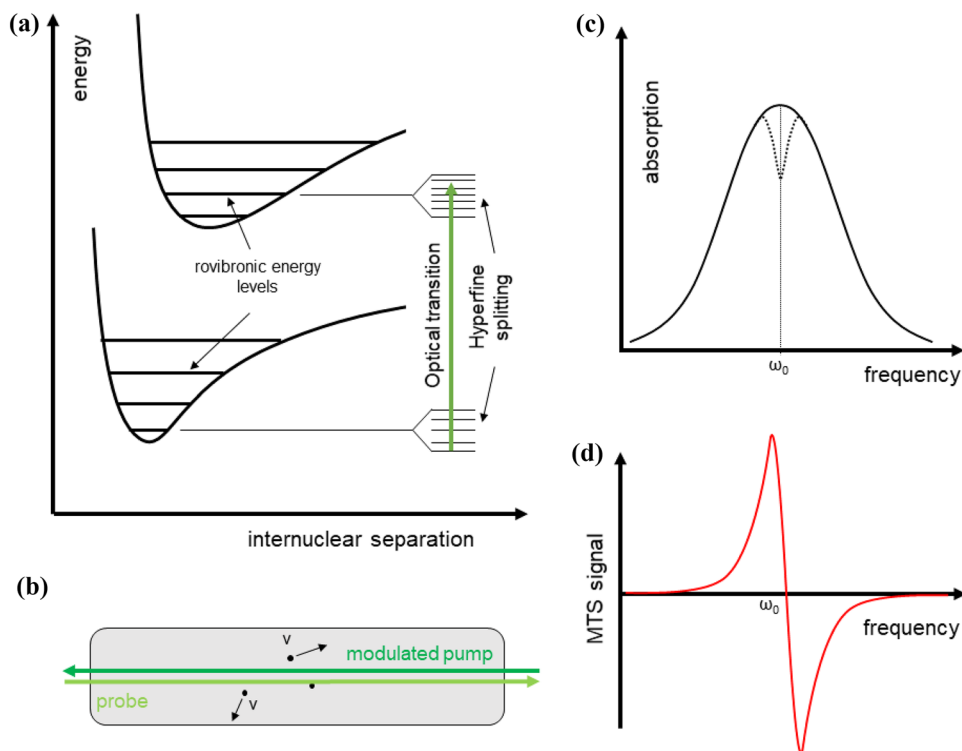 (a)
energy
rovibronic energy
levels
Optical transition
Hyperfine
splitting
internuclear separation
(b)
v
modulated pump
probe
v
(c)
absorption
ω₀
frequency
(d)
MTS signal
ω₀
frequency